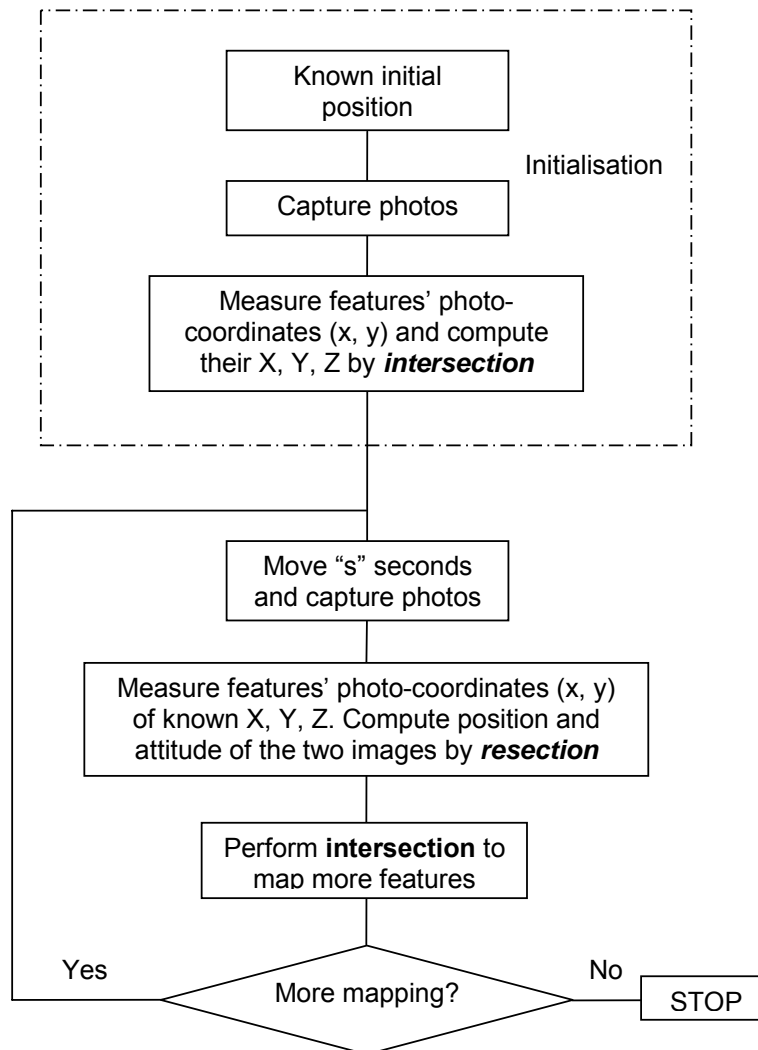 Known initial
position
Initialisation
Capture photos
Measure features’ photo-
coordinates (x, y) and compute
their X, Y, Z by intersection
Move “s” seconds
and capture photos
Measure features’ photo-coordinates (x, y)
of known X, Y, Z. Compute position and
attitude of the two images by resection
Perform intersection to
map more features
Yes
More mapping?
No
STOP